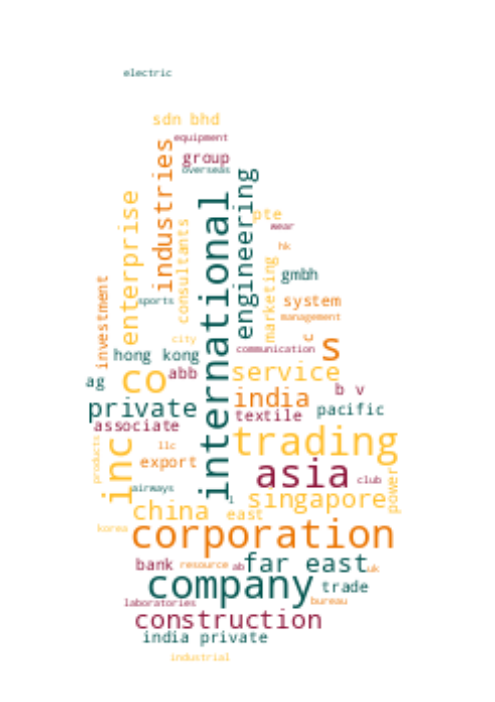 electric
sdn bhd
equipment
group
overseas
industries
engineering
enterprise
international
consultants
pte
wear
hk
marketing
gmbh
investment
sports
system
management
city
u
communication
s
hong kong
abb
service
ag
co
india
b v
private
textile
pacific
associate
trading
inc
llc
products
export
asia
club
power
airways
1
singapore
china
east
korea
corporation
bank
resource
ab
far east
uk
company
trade
laboratories
bureau
construction
india private
industrial